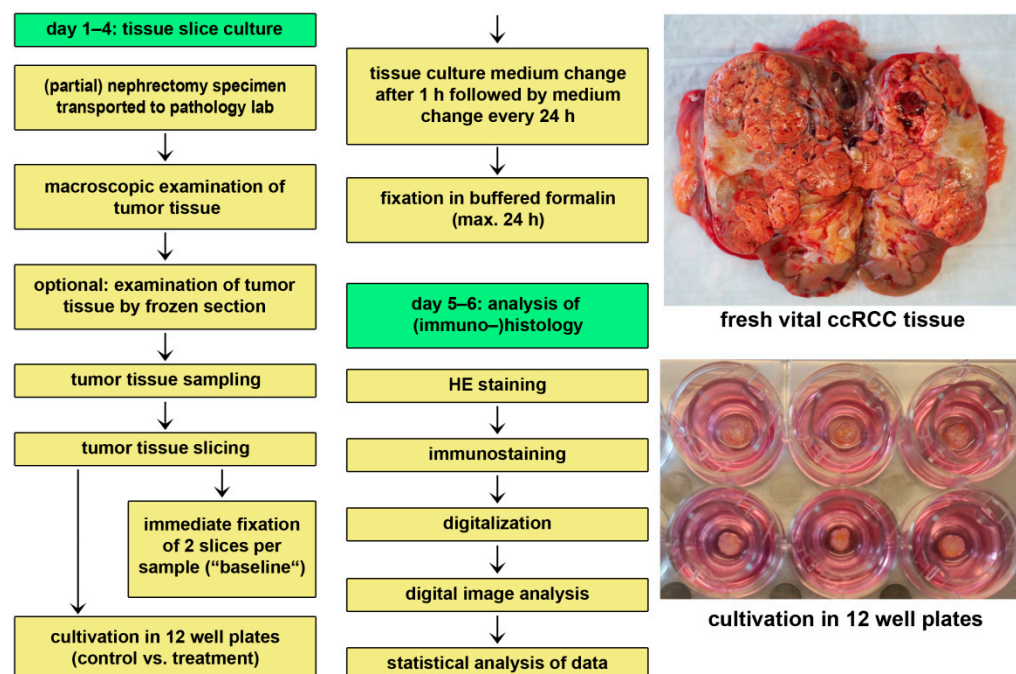 day 1–4: tissue slice culture
(partial) nephrectomy specimen
transported to pathology lab
macroscopic examination of
tumor tissue
optional: examination of tumor
tissue by frozen section
tumor tissue sampling
tumor tissue slicing
immediate fixation
of 2 slices per
sample (“baseline“)
cultivation in 12 well plates
(control vs. treatment)
tissue culture medium change
after 1 h followed by medium
change every 24 h
fixation in buffered formalin
(max. 24 h)
day 5–6: analysis of
(immuno–)histology
HE staining
immunostaining
digitalization
digital image analysis
statistical analysis of data
fresh vital ccRCC tissue
cultivation in 12 well plates